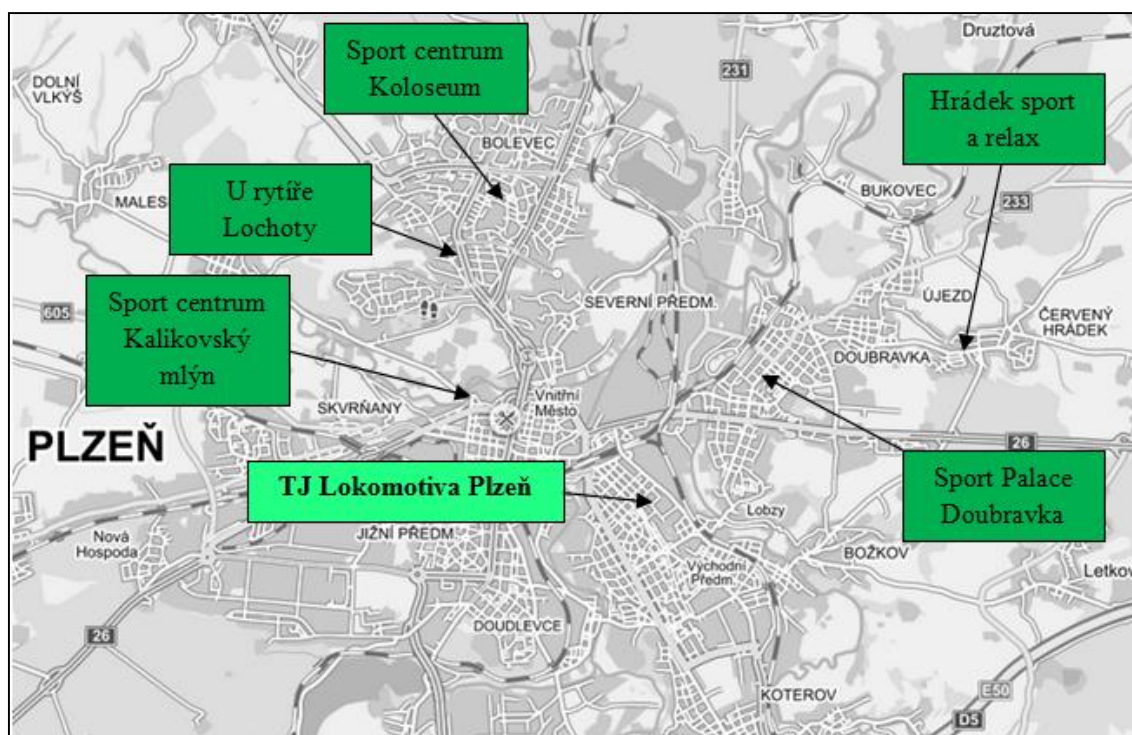 Druztová
Sport centrum
Koloseum
231
DOLNÍ
VLKÝŠ
Hrádek sport
a relax
BOLEVEC
U rytíře
Lochoty
MALES
BUKOVEC
233
Sport centrum
Kalikovský
mlýn
605
SEVERNÍ PŘEDM.
ÚJEZD
ČERVENÝ
HRÁDEK
DOUBRAVKA
SKVRŇANY
Vnitřní
Město
PLZEŇ
26
TJ Lokomotiva Plzeň
Sport Palace
Doubravka
Lobzy
Nová
Hospoda
JIŽNÍ PŘEDM
BOŽKOV
Východní
Předm.
Letkov
DOUDLEVCE
26
KOTEROV
E50
D5